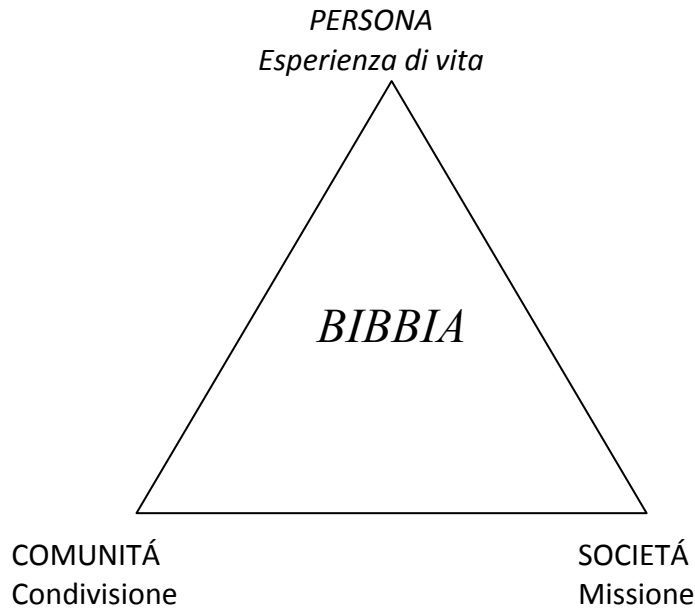 PERSONA
Esperienza di vita
BIBBIA
COMUNITÁ
SOCIETÁ
Condivisione
Missione